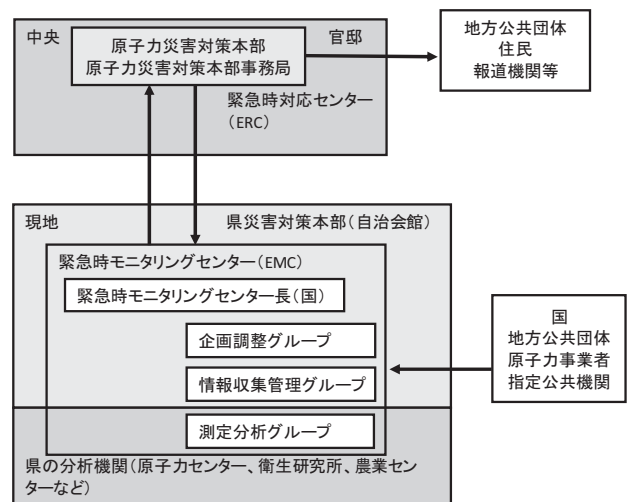 中央
官邸
原子力災害対策本部
原子力災害対策本部事務局
緊急時対応センター
(ERC)
地方公共団体
住民
報道機関等
現地
県災害対策本部(自治会館)
緊急時モニタリングセンター(EMC)
緊急時モニタリングセンター長(国)
企画調整グループ
情報収集管理グループ
測定分析グループ
県の分析機関(原子力センター、衛生研究所、農業セン
ターなど)
国
地方公共団体
原子力事業者
指定公共機関